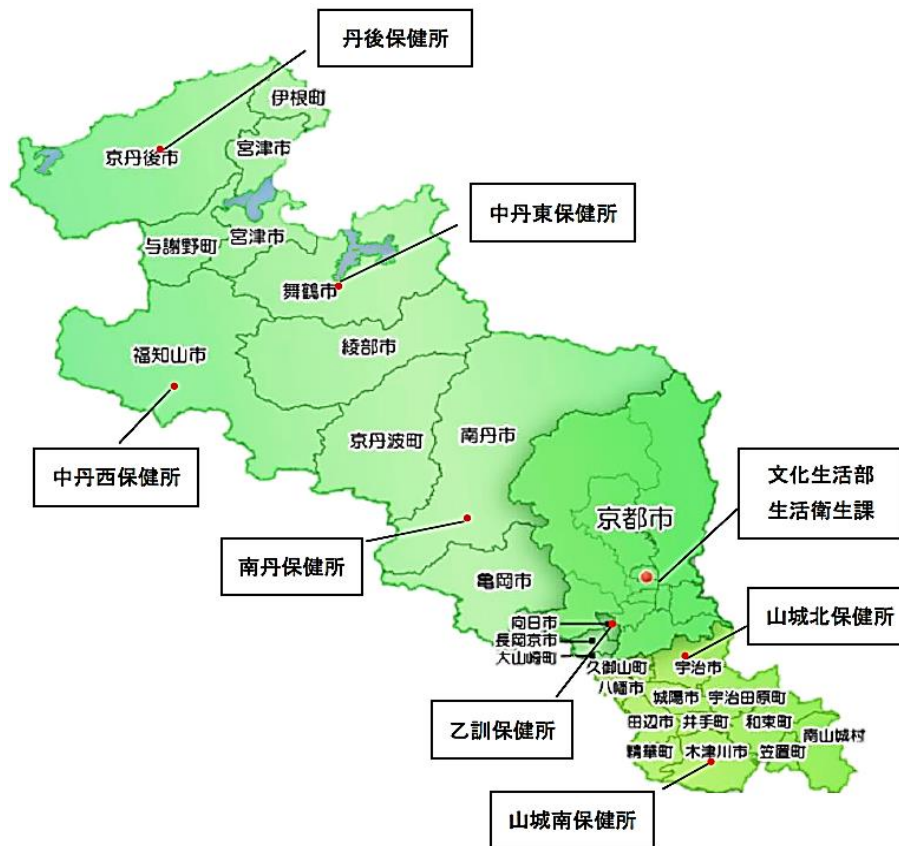 丹後保健所
伊根町
京丹後市
宮津市
中丹東保健所
与謝野町
宮津市
舞鶴市
綾部市
福知山市
京丹波町
南丹市
中丹西保健所
文化生活部
生活衛生課
京都市
南丹保健所
亀岡市
向日市
長岡京市
大山崎町
山城北保健所
久御山町
宇治市
八幡市
城陽市
宇治田原町
乙訓保健所
田辺市
井手町
和束町
南山城村
精華町
木津川市
笠置町
山城南保健所